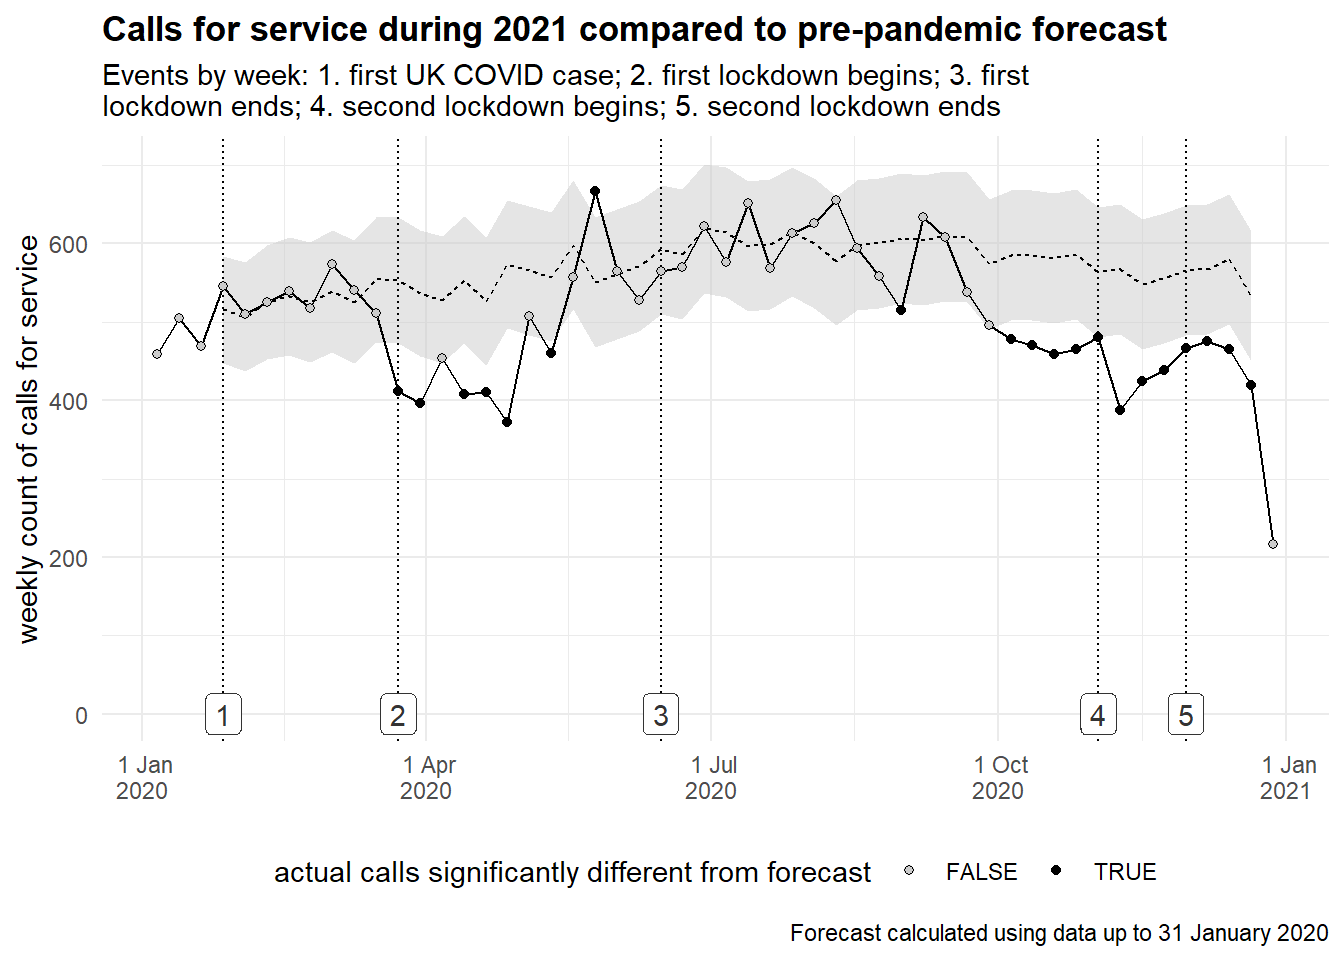 Calls for service during 2021 compared to pre-pandemic forecast
Events by week: 1. first UK COVID case; 2. first lockdown begins; 3. first
lockdown ends; 4. second lockdown begins; 5. second lockdown ends
weekly count of calls for service
600
400
200
0
1
2
3
4
5
1 Jan
2020
1 Apr
2020
1 Jul
2020
1 Oct
2020
1 Jan
2021
actual calls significantly different from forecast FALSE TRUE
Forecast calculated using data up to 31 January 2020